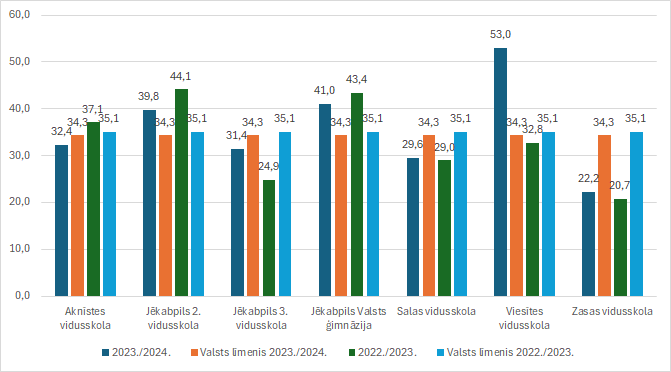 60,0
50,0
40,0
30,0
20,0
10,0
0,0
32,4 34,3 37,1 35,1
39,8 34,3 44,1 35,1
31,4 34,3 24,9 35,1
41,0 34,3 43,4 35,1
29,6 34,3 29,0 35,1
53,0 34,3 32,8 35,1
22,2 34,3 20,7 35,1
Aknīstes
vidusskola
Jēkabpils 2.
vidusskola
Jēkabpils 3.
vidusskola
Jēkabpils Valsts
ģimnāzija
Salas vidusskola
Viesītes
vidusskola
Zasas vidusskola
2023./2024. Valsts līmenis 2023./2024. 2022./2023. Valsts līmenis 2022./2023.